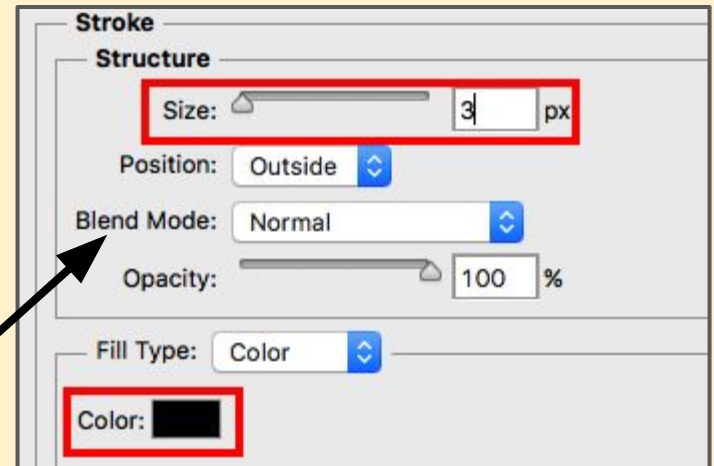 Stroke
Structure
Size: 3 px
Position: Outside
Blend Mode: Normal
Opacity: 100 %
Fill Type: Color
Color: